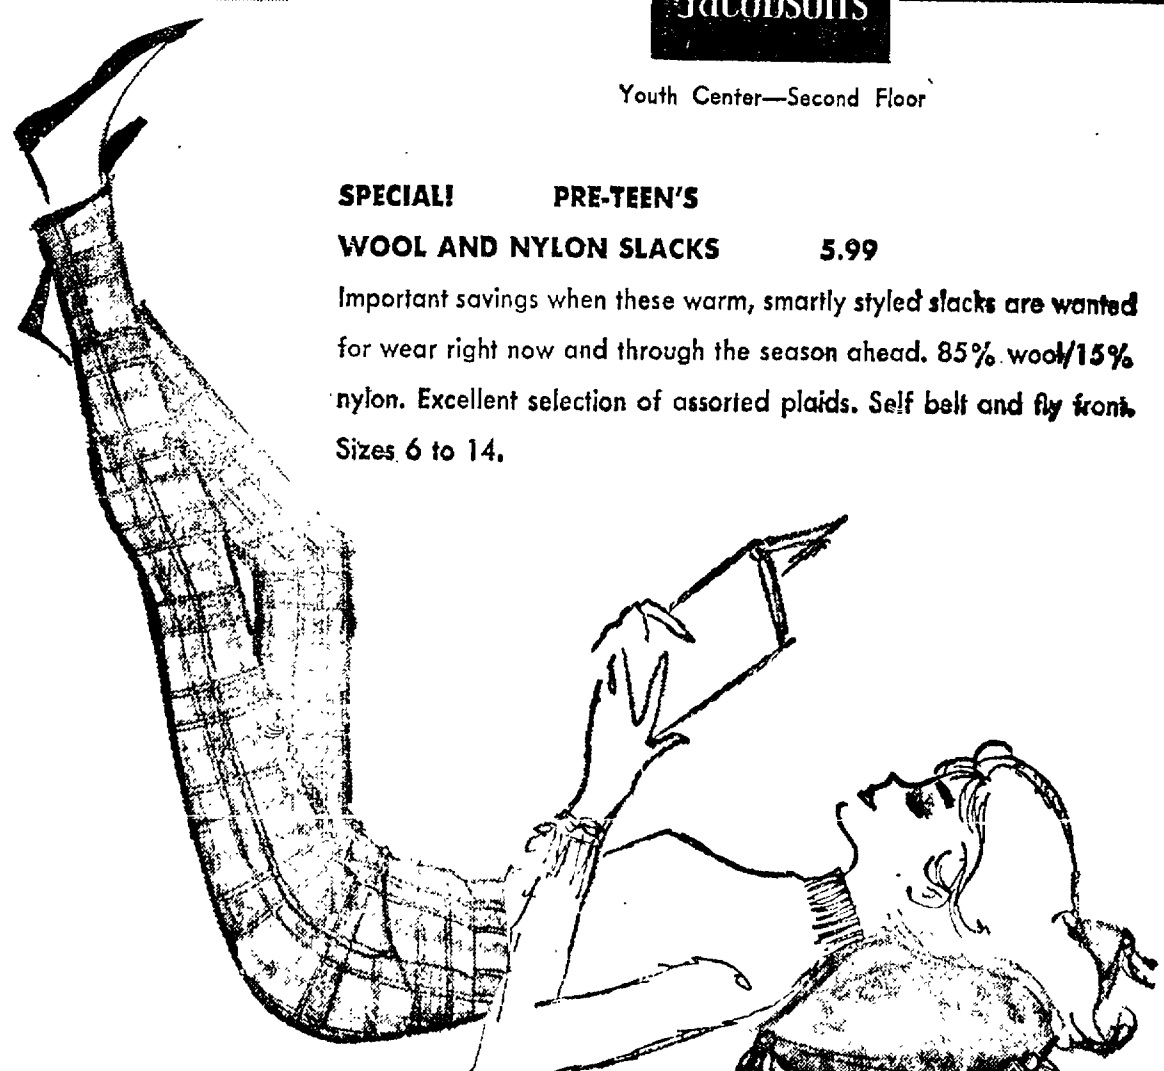 Jacobson's
Youth Center—Second Floor
SPECIAL! PRE-TEEN'S
WOOL AND NYLON SLACKS 5.99
Important savings when these warm, smartly styled slacks are wanted
for wear right now and through the season ahead. 85% wool/15%
nylon. Excellent selection of assorted plaids. Self belt and fly front.
Sizes 6 to 14.